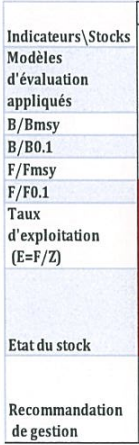 Indicateurs\Stocks
Modèles
d'évaluation
appliqués
B/Bmsy
B/B0.1
F/Fmsy
F/F0.1
Taux
d'exploitation
(E=F/Z)
Etat du stock
Recommandation
de gestion